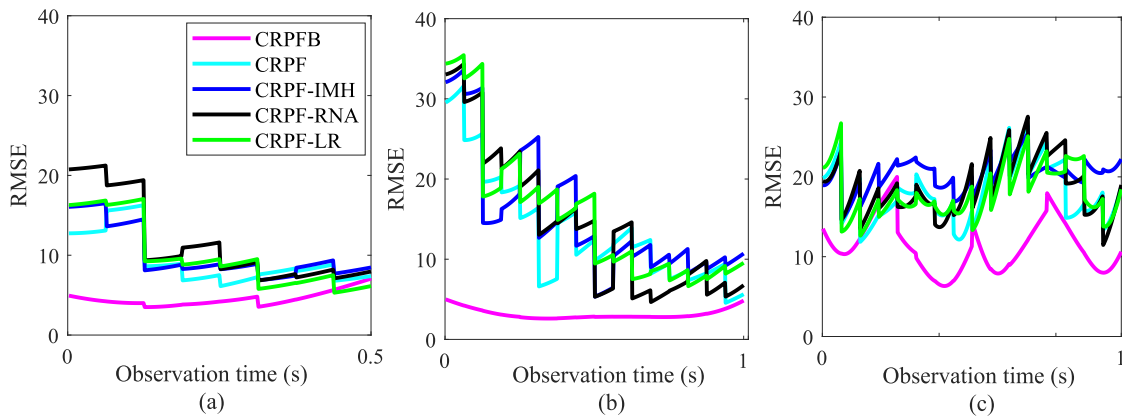 40
30
20
10
0
RMSE
CRPFB
CRPF
CRPF-IMH
CRPF-RNA
CRPF-LR
0
0.5
Observation time (s)
(a)
40
30
20
10
0
RMSE
0
1
Observation time (s)
(b)
40
30
20
10
0
RMSE
0
1
Observation time (s)
(c)